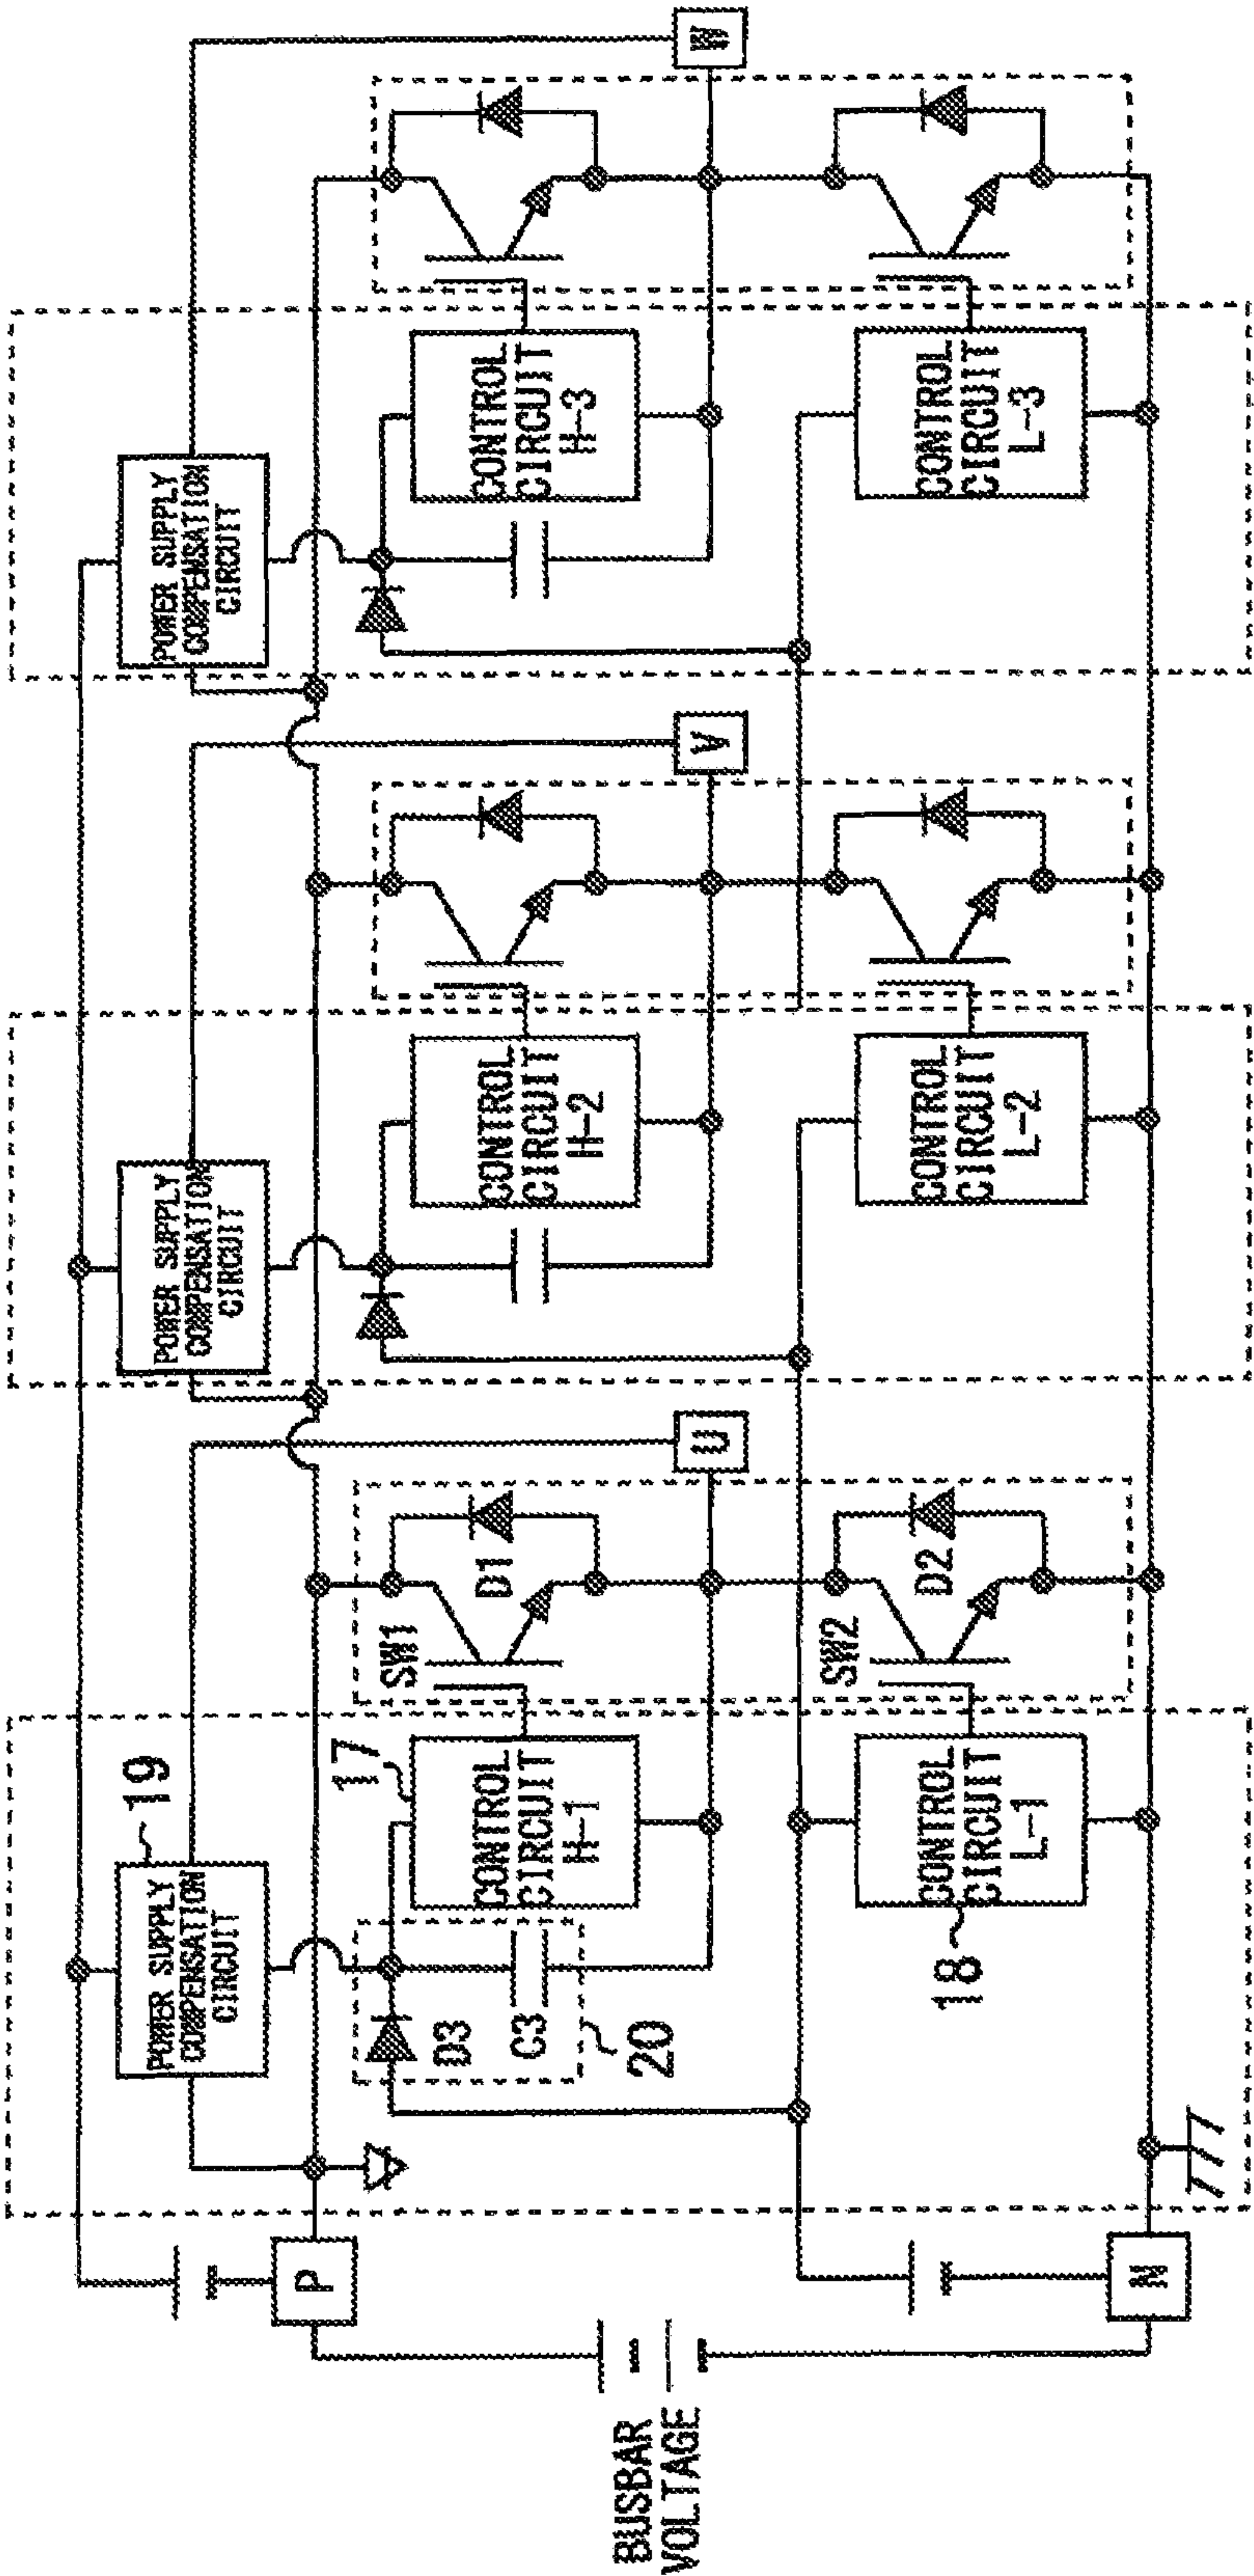 BUSBAR
VOLTAGE
P
N
POWER SUPPLY
COMPENSATION
CIRCUIT
19
D3
C3
20
CONTROL
CIRCUIT
H-1
17
CONTROL
CIRCUIT
L-1
18
SW1
D1
SW2
D2
U
POWER SUPPLY
COMPENSATION
CIRCUIT
CONTROL
CIRCUIT
H-2
CONTROL
CIRCUIT
L-2
V
POWER SUPPLY
COMPENSATION
CIRCUIT
CONTROL
CIRCUIT
H-3
CONTROL
CIRCUIT
L-3
W